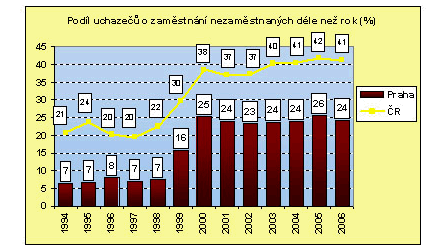 Podíl uchazečů o zaměstnání nezaměstnaných déle než rok (%)
45
40
35
30
25
20
15
10
5
0
21 24 20 20 22 30 38 37 37 40 41 42 41
7 7 8 7 7 16 25 24 23 24 24 26 24
1994 1995 1996 1997 1998 1999 2000 2001 2002 2003 2004 2005 2006
Praha
ČR